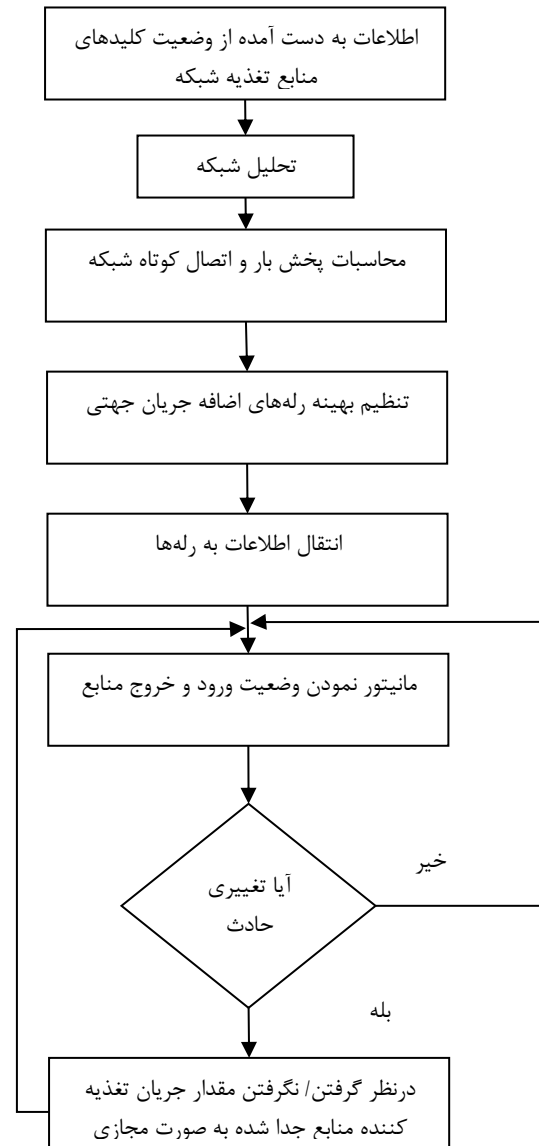 اطلاعات به دست آمده از وضعیت کلیدهای
منابع تغذیه شبکه
تحلیل شبکه
محاسبات پخش بار و اتصال کوتاه شبکه
تنظیم بهینه رله‌های اضافه جریان جهتی
انتقال اطلاعات به رله‌ها
مانیتور نمودن وضعیت ورود و خروج منابع
آیا تغییری
حادث
خیر
بله
درنظر گرفتن/ نگرفتن مقدار جریان تغذیه
کننده منابع جدا شده به صورت مجازی